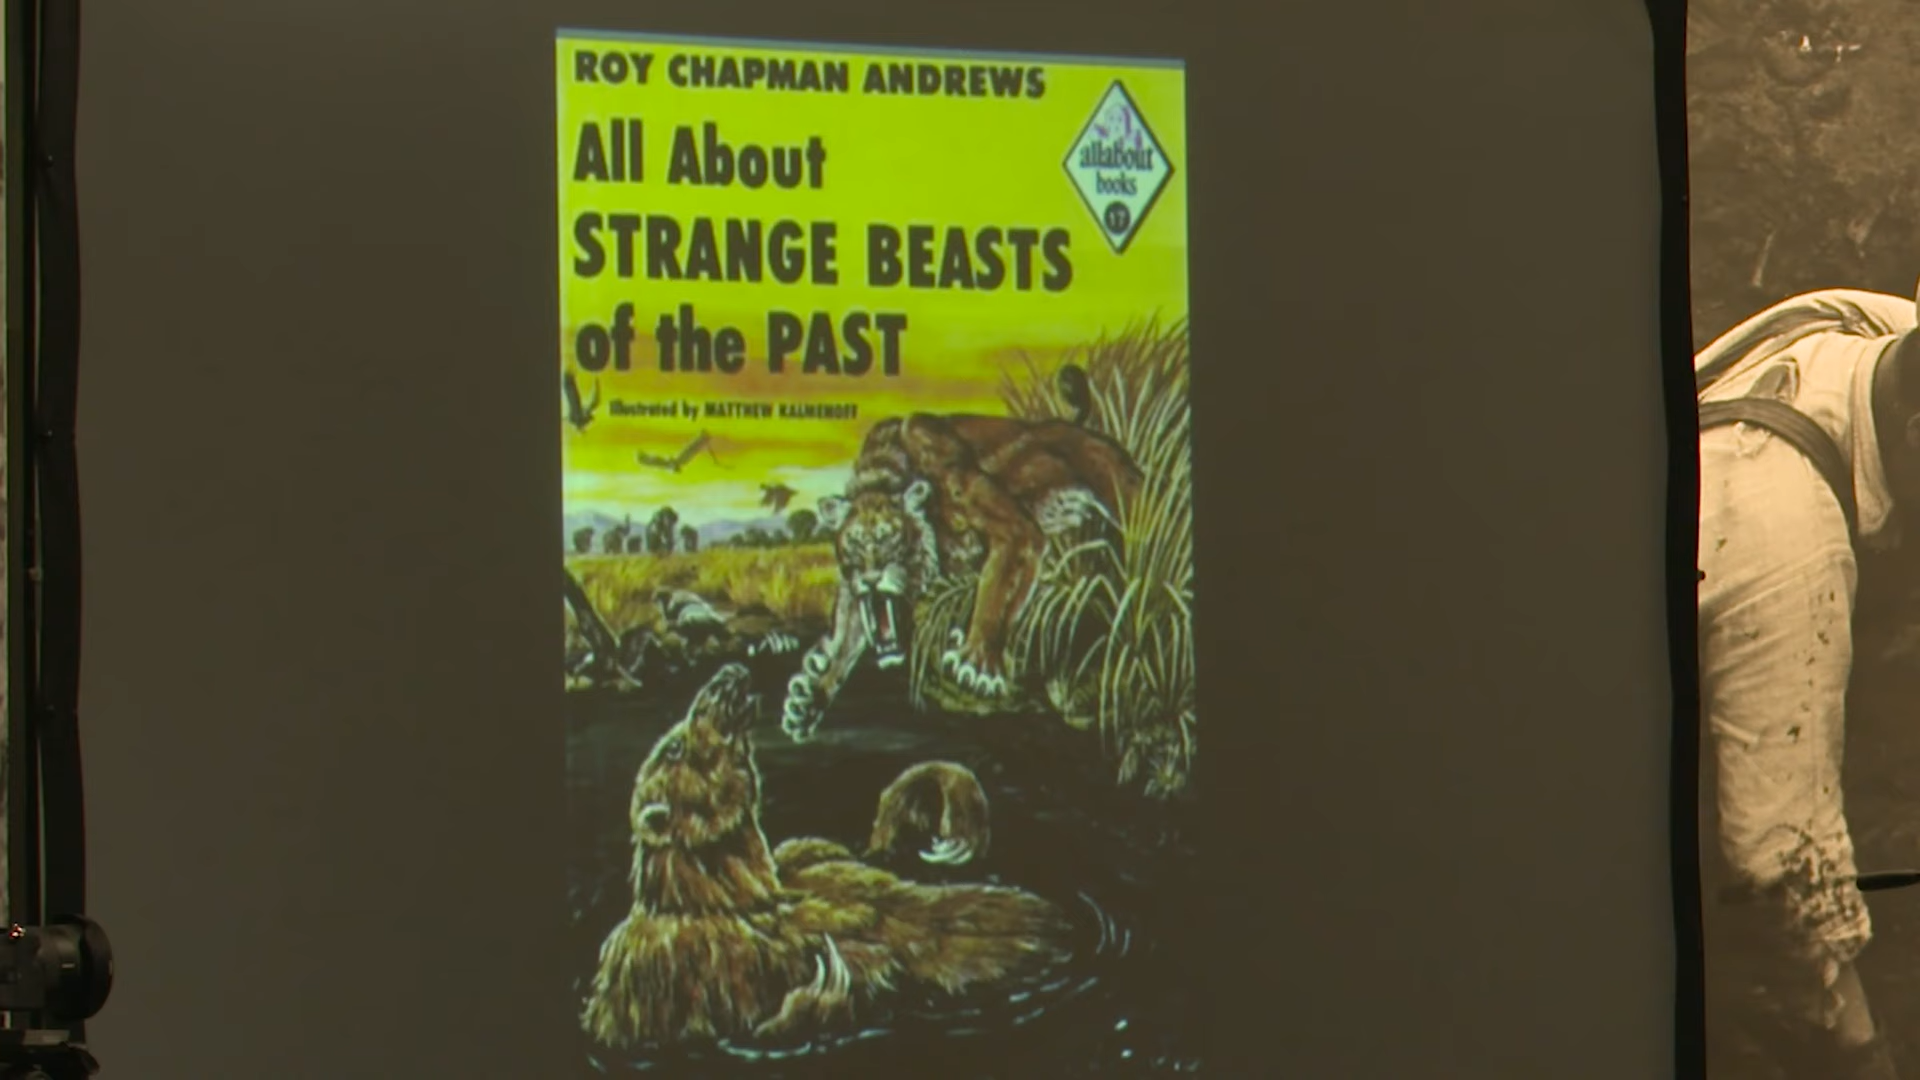 ROY CHAPMAN ANDREWS
All About
STRANGE BEASTS
of the PAST
Illustrated by MATTHEW KALMENOFF
allabout
books
17